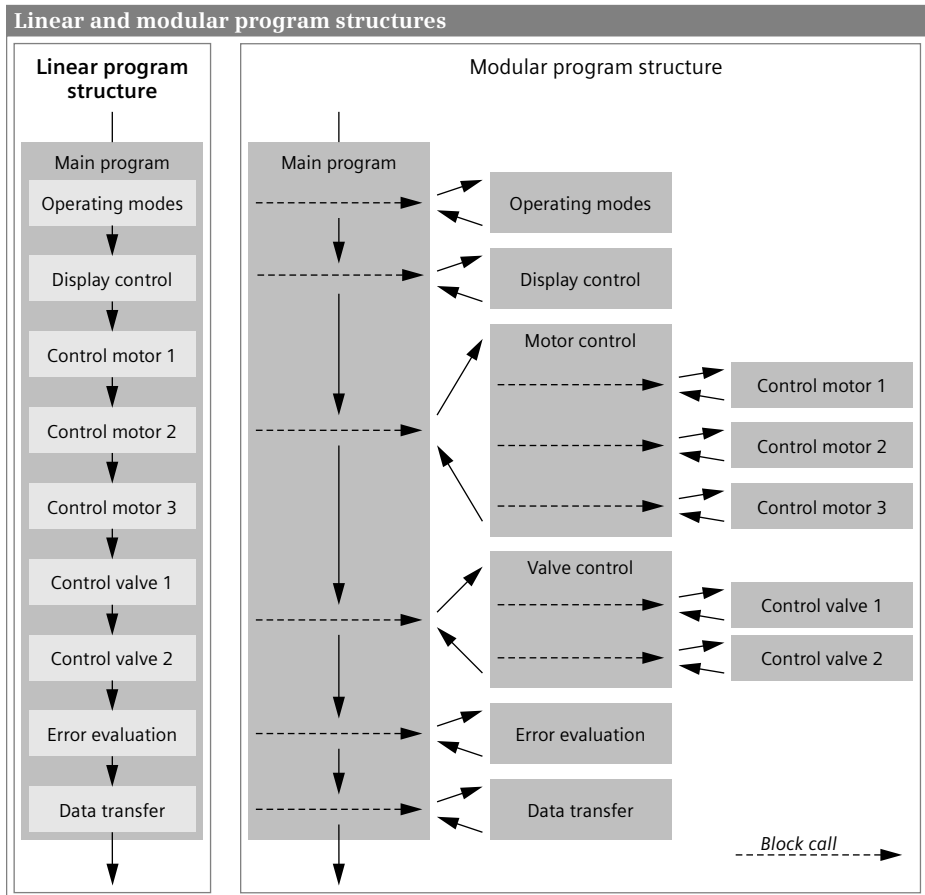 Linear and modular program structures
Linear program
structure
Main program
Operating modes
Display control
Control motor 1
Control motor 2
Control motor 3
Control valve 1
Control valve 2
Error evaluation
Data transfer
Modular program structure
Main program
Operating modes
Display control
Motor control
Control motor 1
Control motor 2
Control motor 3
Valve control
Control valve 1
Control valve 2
Error evaluation
Data transfer
Block call